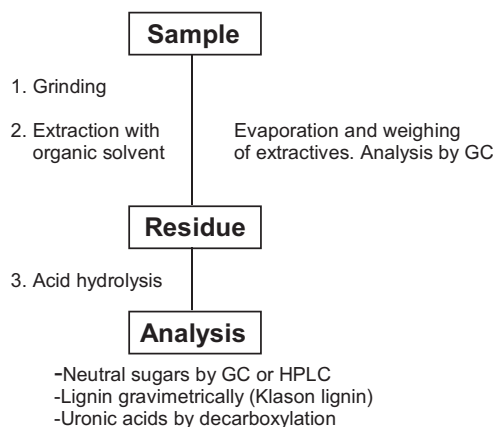 Sample
1. Grinding
2. Extraction with
organic solvent
Evaporation and weighing
of extractives. Analysis by GC
Residue
3. Acid hydrolysis
Analysis
-Neutral sugars by GC or HPLC
-Lignin gravimetrically (Klason lignin)
-Uronic acids by decarboxylation